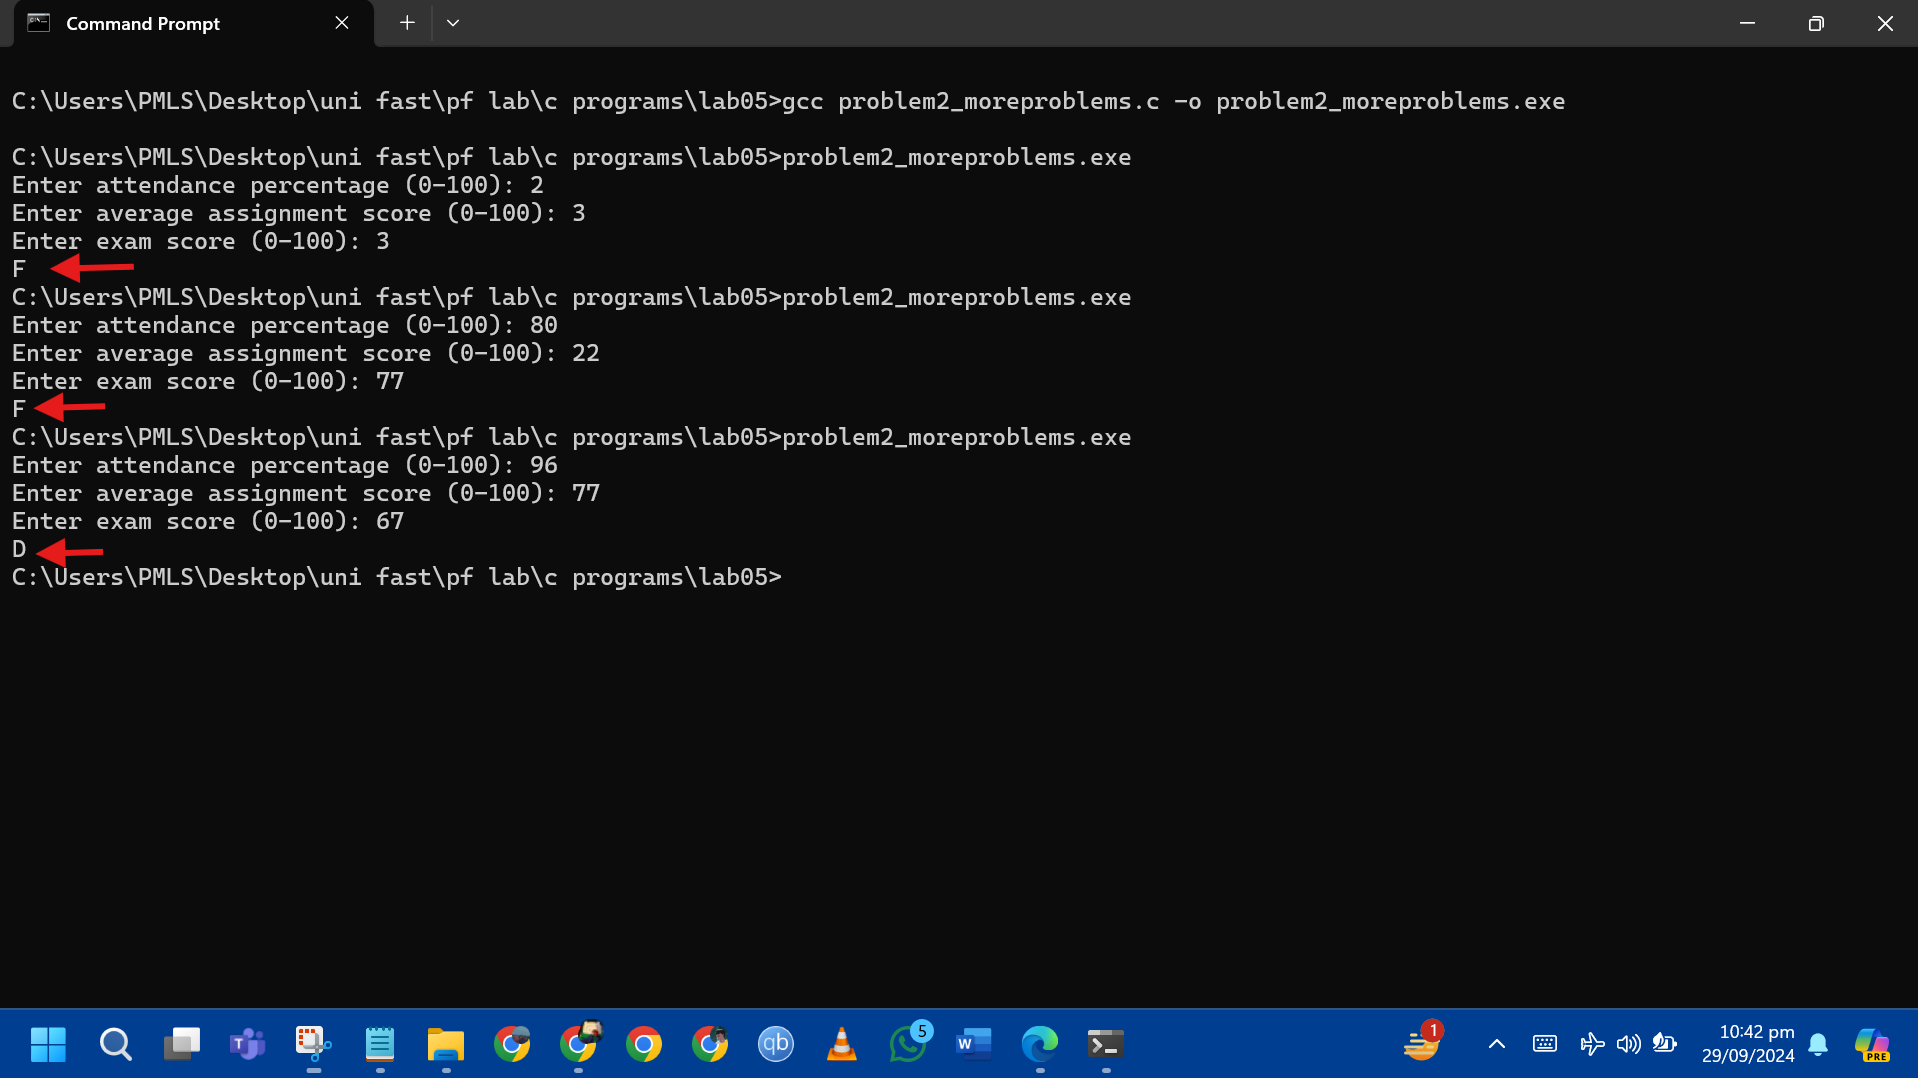 Command Prompt
C:\Users\PMLS\Desktop\uni fast\pf lab\c programs\lab05>gcc problem2_moreproblems.c -o problem2_moreproblems.exe
C:\Users\PMLS\Desktop\uni fast\pf lab\c programs\lab05>problem2_moreproblems.exe
Enter attendance percentage (0-100): 2
Enter average assignment score (0-100): 3
Enter exam score (0-100): 3
F
C:\Users\PMLS\Desktop\uni fast\pf lab\c programs\lab05>problem2_moreproblems.exe
Enter attendance percentage (0-100): 80
Enter average assignment score (0-100): 22
Enter exam score (0-100): 77
F
C:\Users\PMLS\Desktop\uni fast\pf lab\c programs\lab05>problem2_moreproblems.exe
Enter attendance percentage (0-100): 96
Enter average assignment score (0-100): 77
Enter exam score (0-100): 67
D
C:\Users\PMLS\Desktop\uni fast\pf lab\c programs\lab05>
T
qb
5
W
1
10:42 pm
29/09/2024
PRE